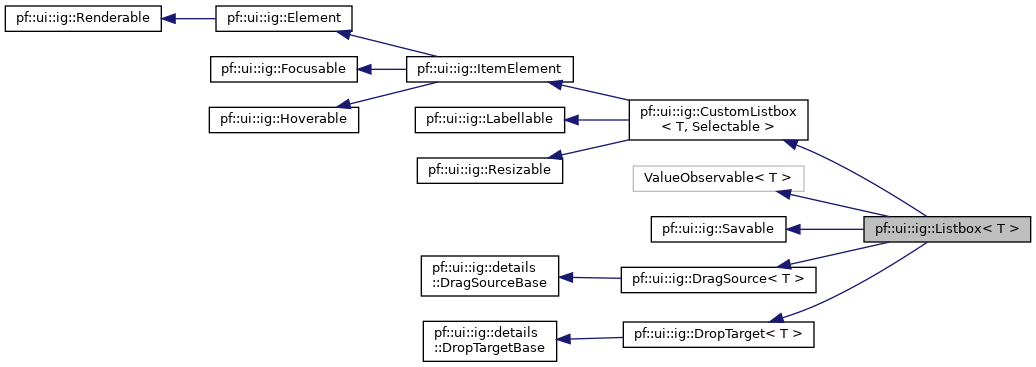 pf::ui::ig::Renderable
pf::ui::ig::Element
pf::ui::ig::Focusable
pf::ui::ig::ItemElement
pf::ui::ig::Hoverable
pf::ui::ig::Labellable
pf::ui::ig::CustomListbox
< T, Selectable >
pf::ui::ig::Resizable
ValueObservable< T >
pf::ui::ig::Savable
pf::ui::ig::Listbox< T >
pf::ui::ig::details
::DragSourceBase
pf::ui::ig::DragSource< T >
pf::ui::ig::details
::DropTargetBase
pf::ui::ig::DropTarget< T >